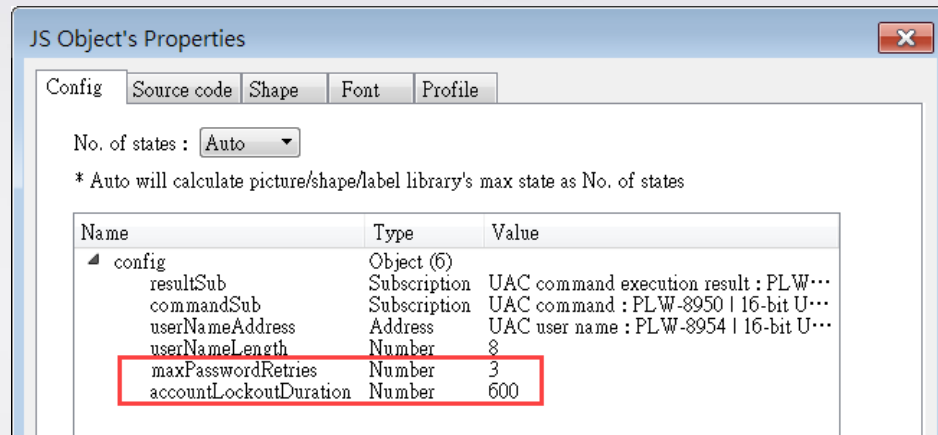 JS Object's Properties
Config Source code Shape Font Profile
No. of states : Auto
* Auto will calculate picture/shape/label library's max state as No. of states
Name Type Value
config Object (6)
resultSub Subscription UAC command execution result : PLW···
commandSub Subscription UAC command : PLW-8950 | 16-bit U···
userNameAddress Address UAC user name : PLW-8954 | 16-bit U···
userNameLength Number 8
maxPasswordRetries Number 3
accountLockoutDuration Number 600